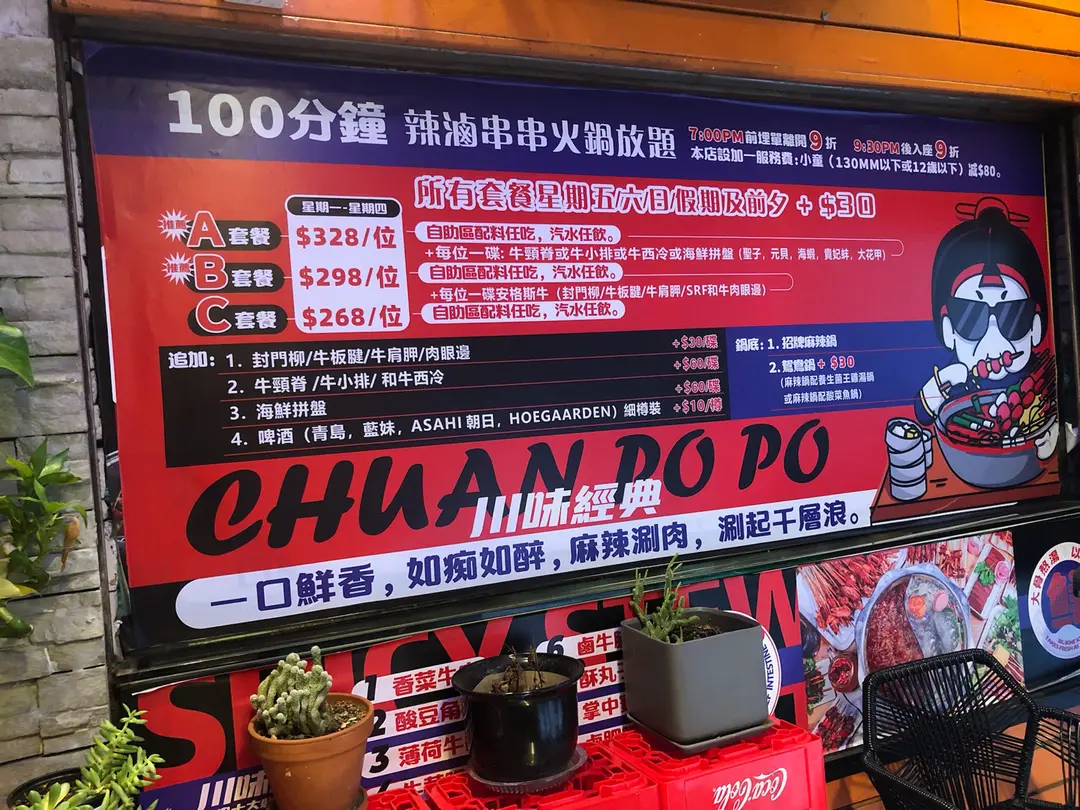 100分鐘 辣滷串串火鍋放題
7:00PM前埋單離開9折 9:30PM後入座9折
本店設加一服務費:小童（130MM以下或12歲以下）減$80。
所有套餐星期五六日假期及前夕 + $30
星期一-星期四
推薦 A套餐 $328/位 自助區配料任吃，汽水任飲。
+每位一碟: 牛頸脊或牛小排或牛西冷或海鮮拼盤（聖子, 元貝, 海蝦, 貴妃蚌, 大花甲）
推薦 B套餐 $298/位 自助區配料任吃，汽水任飲。
+每位一碟安格斯牛（封門柳/牛板腱/牛肩胛/SRF和牛肉眼邊）
C套餐 $268/位 自助區配料任吃，汽水任飲。
追加: 1. 封門柳/牛板腱/牛肩胛/肉眼邊 +$30/碟
2. 牛頸脊 /牛小排/ 和牛西冷 +$60/碟
3. 海鮮拼盤 +$60/碟
4. 啤酒（青島, 藍妹, ASAHI 朝日, HOEGAARDEN）細樽裝 +$10/樽
鍋底: 1. 招牌麻辣鍋
2.鴛鴦鍋 + $30
(麻辣鍋配養生菌王雞湯鍋
或麻辣鍋配酸菜魚鍋)
CHUAN PO PO
川味經典
一口鮮香，如痴如醉，麻辣涮肉，涮起千層浪。
1 香菜牛
2 酸豆角
3 薄荷牛
6 鹵牛
酥丸
掌中
川味
INTESTINE
Coca-Cola